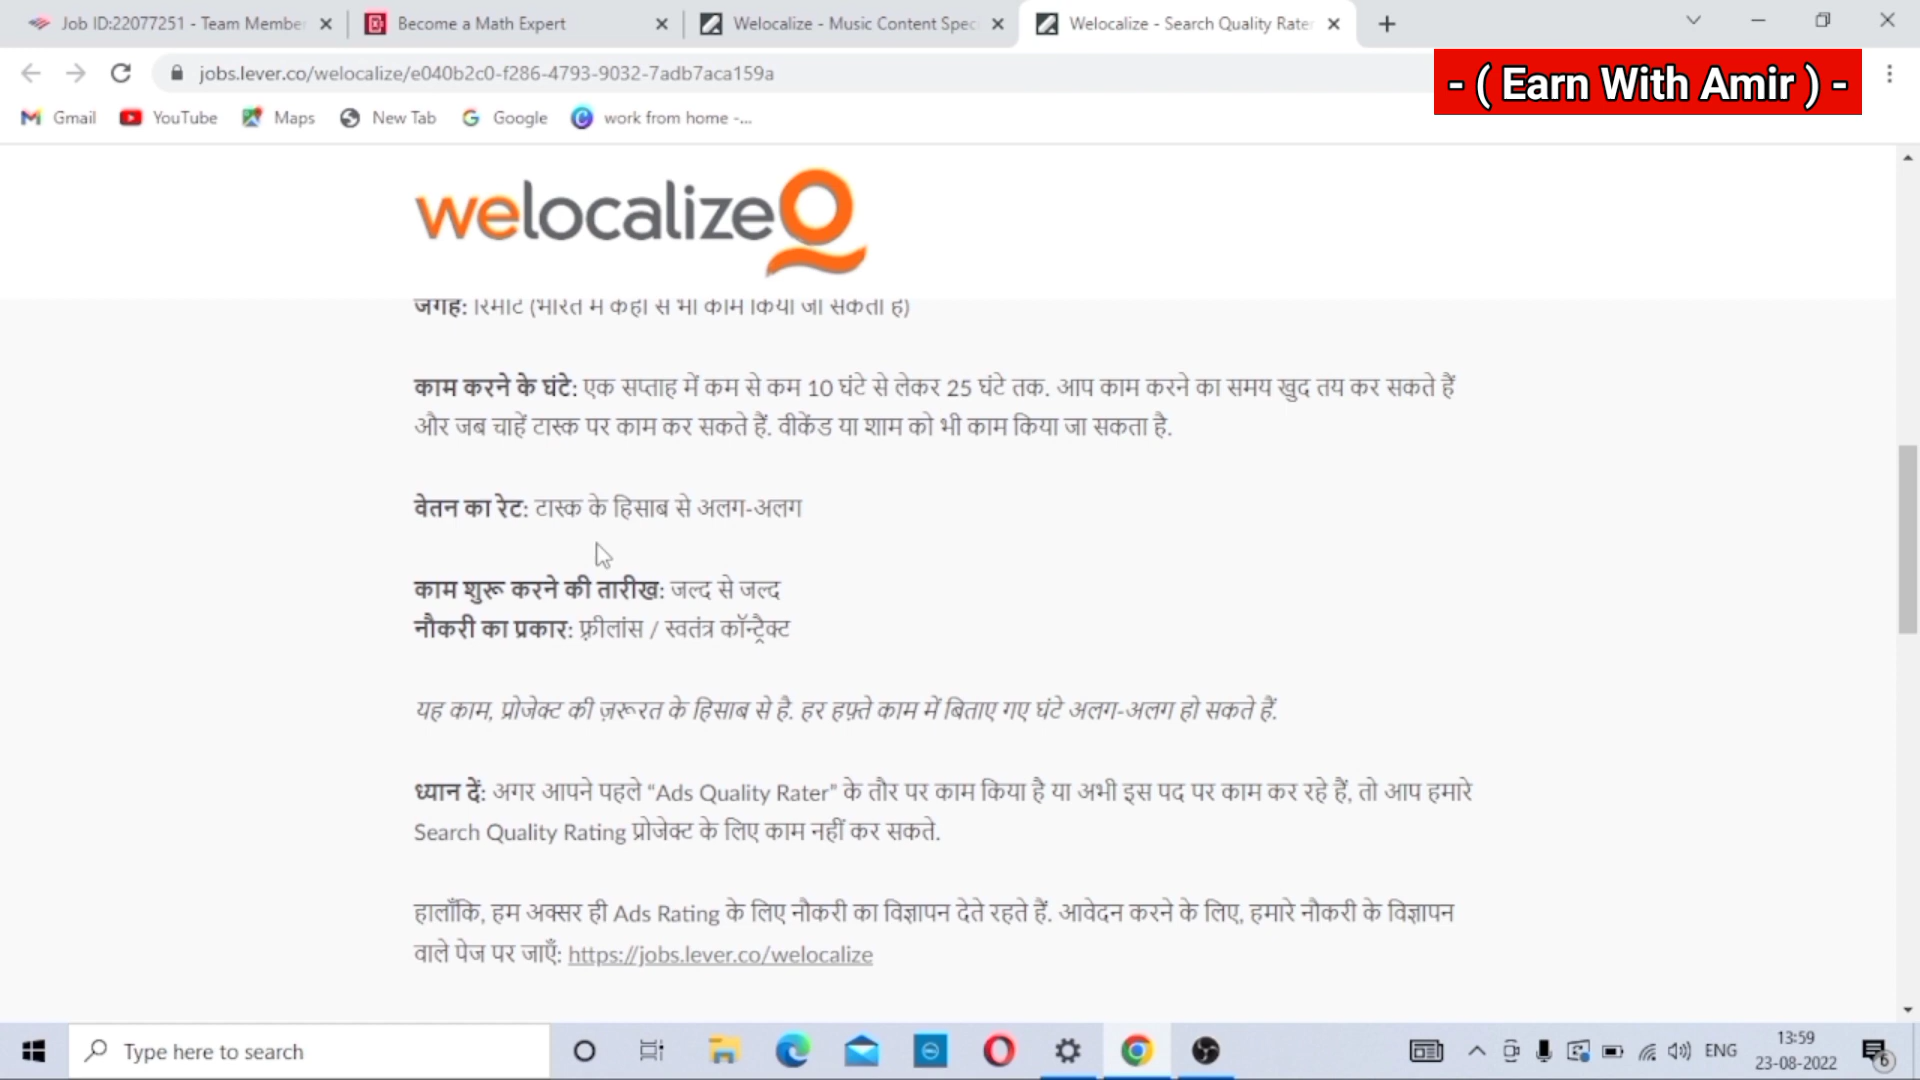 Job ID:22077251 - Team Member
Become a Math Expert
Welocalize - Music Content Spec
Welocalize - Search Quality Rater
jobs.lever.co/welocalize/e040b2c0-f286-4793-9032-7adb7aca159a
- ( Earn With Amir ) -
Gmail
YouTube
Maps
New Tab
Google
work from home -...
welocalize
जगह: रिमोट (भारत में कहीं से भी काम किया जा सकता है)
काम करने के घंटे: एक सप्ताह में कम से कम 10 घंटे से लेकर 25 घंटे तक. आप काम करने का समय खुद तय कर सकते हैं
और जब चाहें टास्क पर काम कर सकते हैं. वीकेंड या शाम को भी काम किया जा सकता है.
वेतन का रेट: टास्क के हिसाब से अलग-अलग
काम शुरू करने की तारीख: जल्द से जल्द
नौकरी का प्रकार: फ़्रीलांस / स्वतंत्र कॉन्ट्रैक्ट
यह काम, प्रोजेक्ट की ज़रूरत के हिसाब से है. हर हफ़्ते काम में बिताए गए घंटे अलग-अलग हो सकते हैं.
ध्यान दें: अगर आपने पहले “Ads Quality Rater” के तौर पर काम किया है या अभी इस पद पर काम कर रहे हैं, तो आप हमारे
Search Quality Rating प्रोजेक्ट के लिए काम नहीं कर सकते.
हालाँकि, हम अक्सर ही Ads Rating के लिए नौकरी का विज्ञापन देते रहते हैं. आवेदन करने के लिए, हमारे नौकरी के विज्ञापन
वाले पेज पर जाएँ: https://jobs.lever.co/welocalize
Type here to search
ENG
13:59
23-08-2022
6